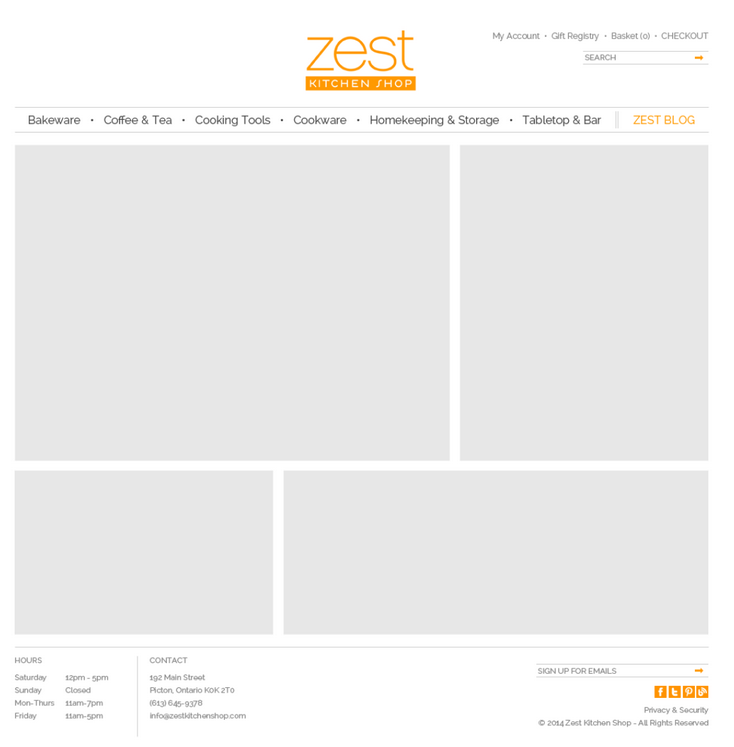 zest
KITCHEN SHOP
My Account • Gift Registry • Basket (0) • CHECKOUT
SEARCH
Bakeware • Coffee & Tea • Cooking Tools • Cookware • Homekeeping & Storage • Tabletop & Bar ZEST BLOG
HOURS
Saturday 12pm - 5pm
Sunday Closed
Mon-Thurs 11am-7pm
Friday 11am-5pm
CONTACT
192 Main Street
Picton, Ontario K0K 2T0
(613) 645-9378
info@zestkitchenshop.com
SIGN UP FOR EMAILS
Privacy & Security
© 2014 Zest Kitchen Shop - All Rights Reserved